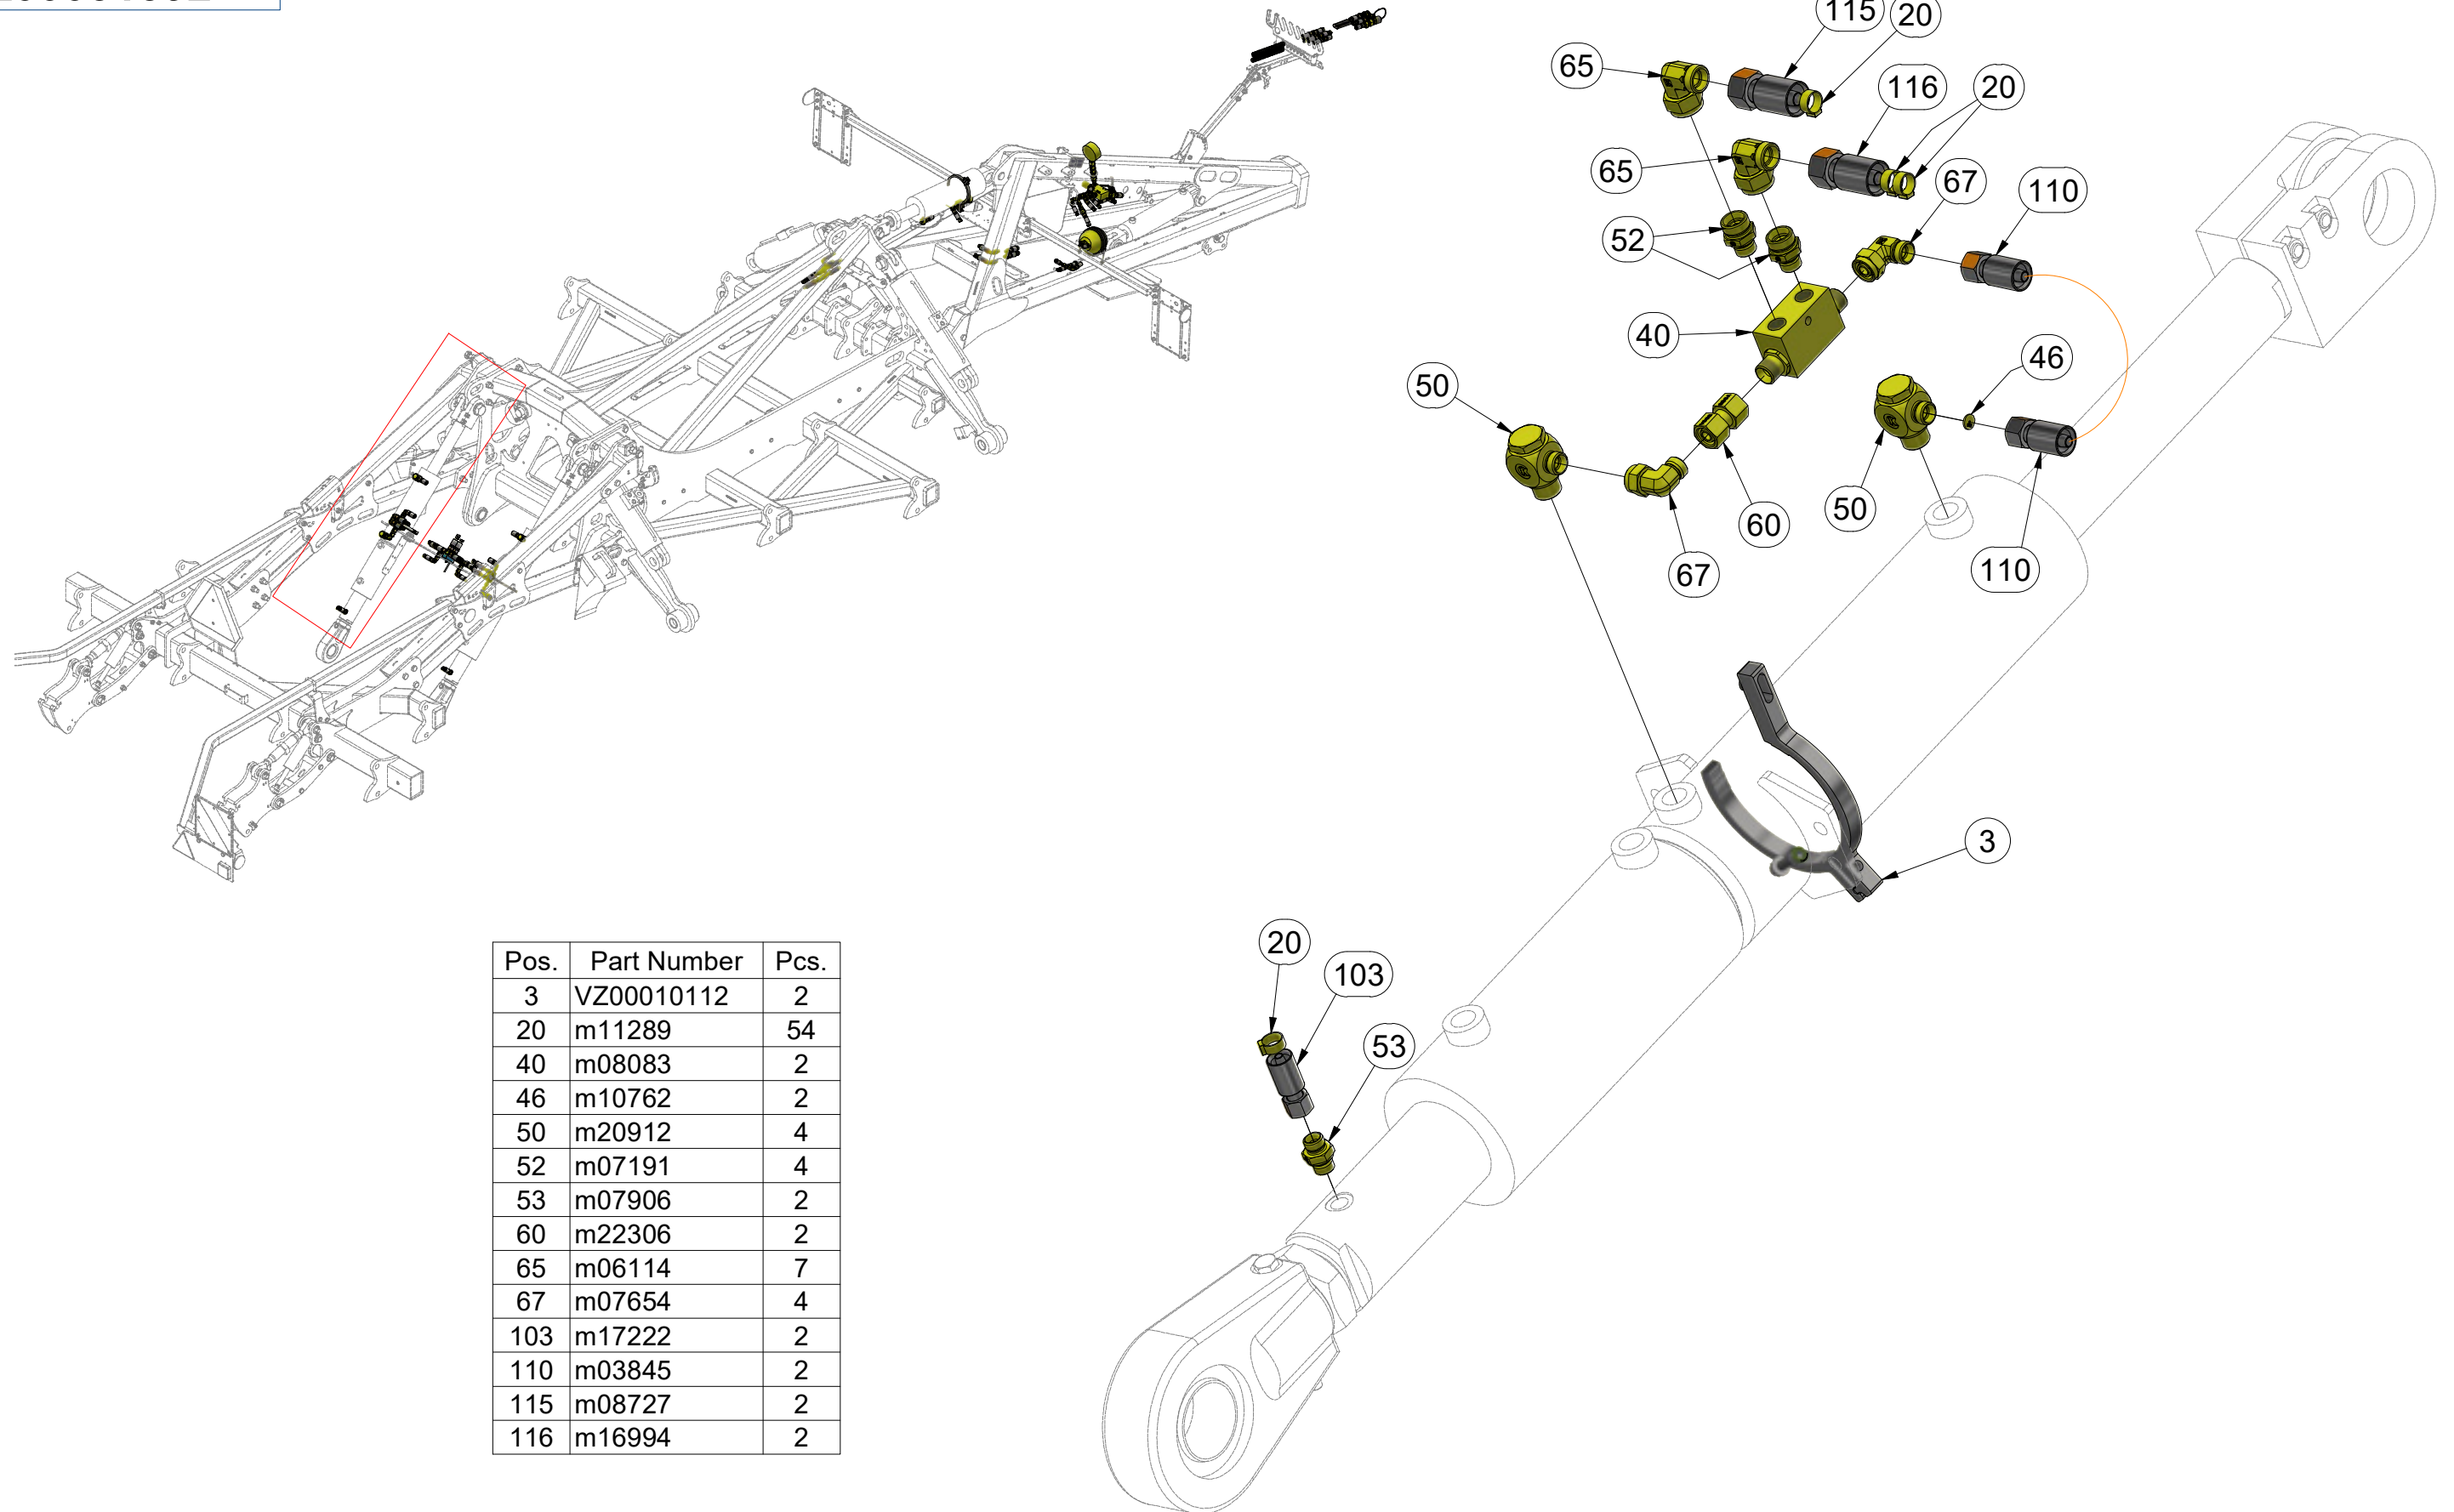 115
20
65
116
20
65
67
110
52
40
46
50
50
60
67
110
3
20
103
53
Pos. Part Number Pcs.
3 VZ00010112 2
20 m11289 54
40 m08083 2
46 m10762 2
50 m20912 4
52 m07191 4
53 m07906 2
60 m22306 2
65 m06114 7
67 m07654 4
103 m17222 2
110 m03845 2
115 m08727 2
116 m16994 2